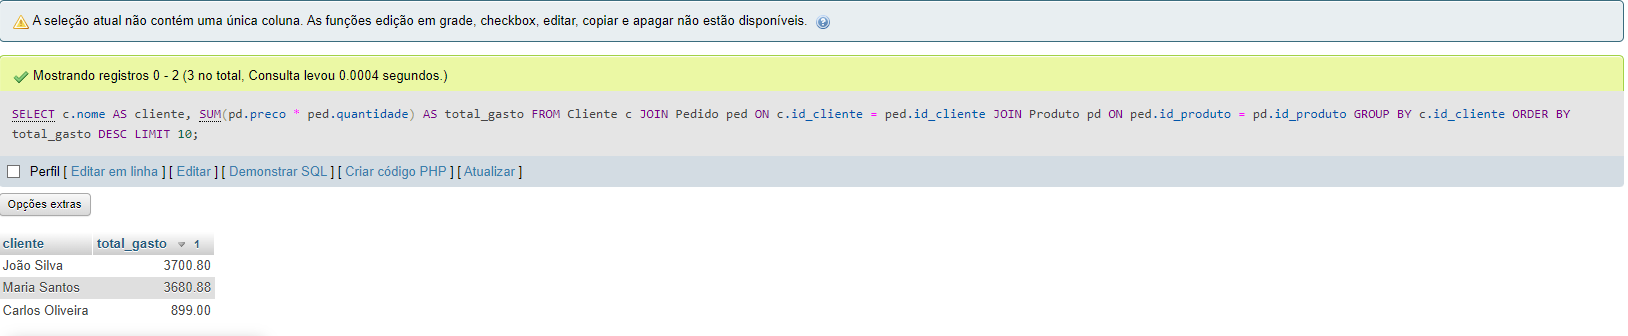 A seleção atual não contém uma única coluna. As funções edição em grade, checkbox, editar, copiar e apagar não estão disponíveis.
Mostrando registros 0 - 2 (3 no total, Consulta levou 0.0004 segundos.)
SELECT c.nome AS cliente, SUM(pd.preco * ped.quantidade) AS total_gasto FROM Cliente c JOIN Pedido ped ON c.id_cliente = ped.id_cliente JOIN Produto pd ON ped.id_produto = pd.id_produto GROUP BY c.id_cliente ORDER BY
total_gasto DESC LIMIT 10;
Perfil [ Editar em linha ] [ Editar ] [ Demonstrar SQL ] [ Criar código PHP ] [ Atualizar ]
Opções extras
cliente total_gasto 1
João Silva 3700.80
Maria Santos 3680.88
Carlos Oliveira 899.00